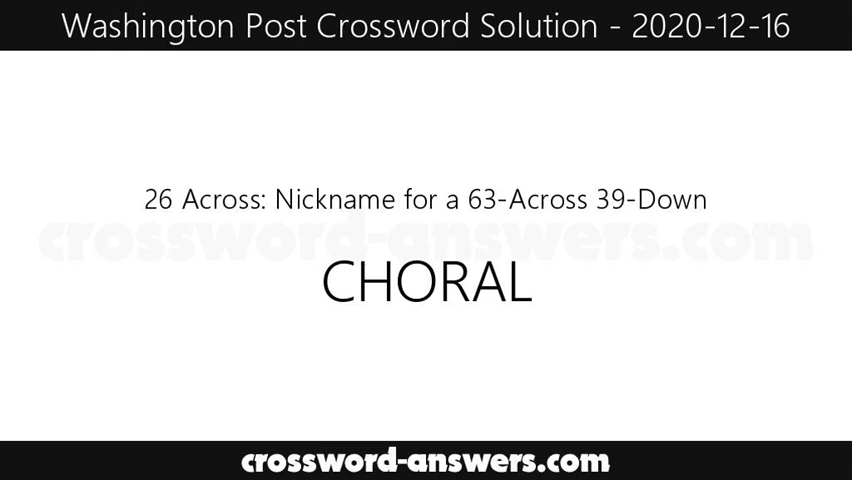 Washington Post Crossword Solution - 2020-12-16
26 Across: Nickname for a 63-Across 39-Down
crossword-answers.com
CHORAL
crossword-answers.com